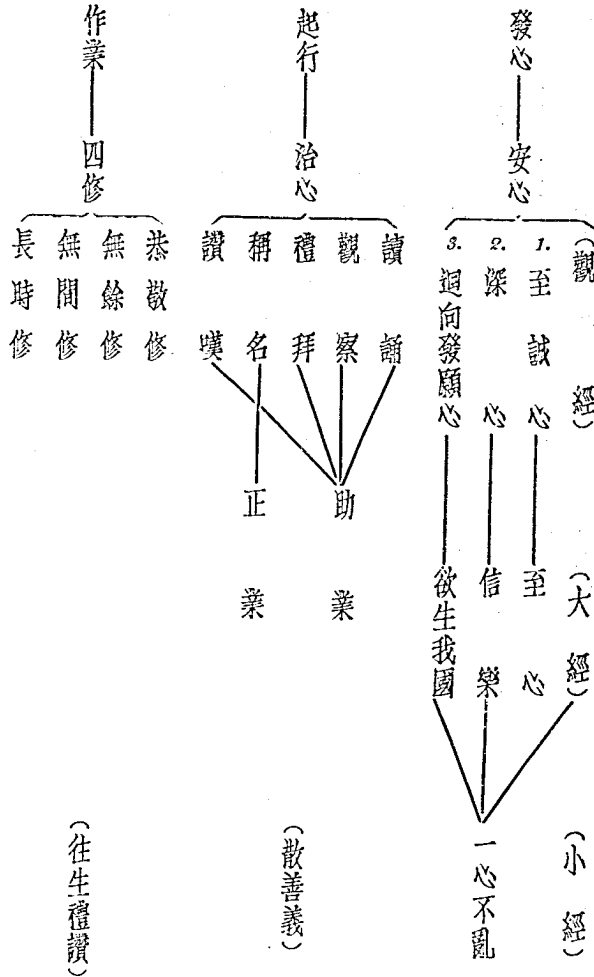 發心
安心
(觀經)
1. 至誠心
2. 深心
3. 迴向發願心
(大經)
至心
信樂
欲生我國
(小經)
一心不亂
起行
治心
讀誦
觀察
禮拜
稱名
讚嘆
助業
正業
(散善義)
作業
四修
恭敬修
無餘修
無間修
長時修
(往生禮讚)